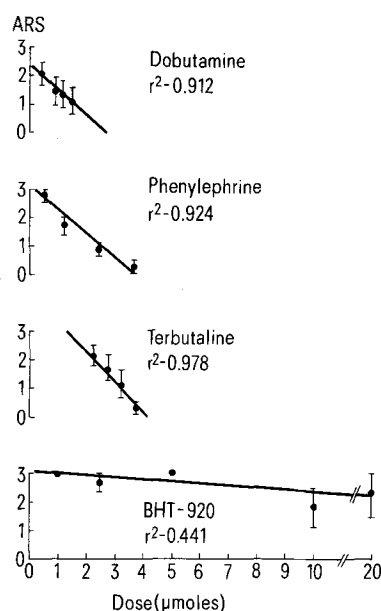 ARS
3
2
1
0
Dobutamine
r²-0.912
3
2
1
0
Phenylephrine
r²-0.924
3
2
1
0
Terbutaline
r²-0.978
3
2
1
0
BHT-920
r²-0.441
0 1 2 3 4 5 6 7 8 9 10 20
Dose (µmoles)